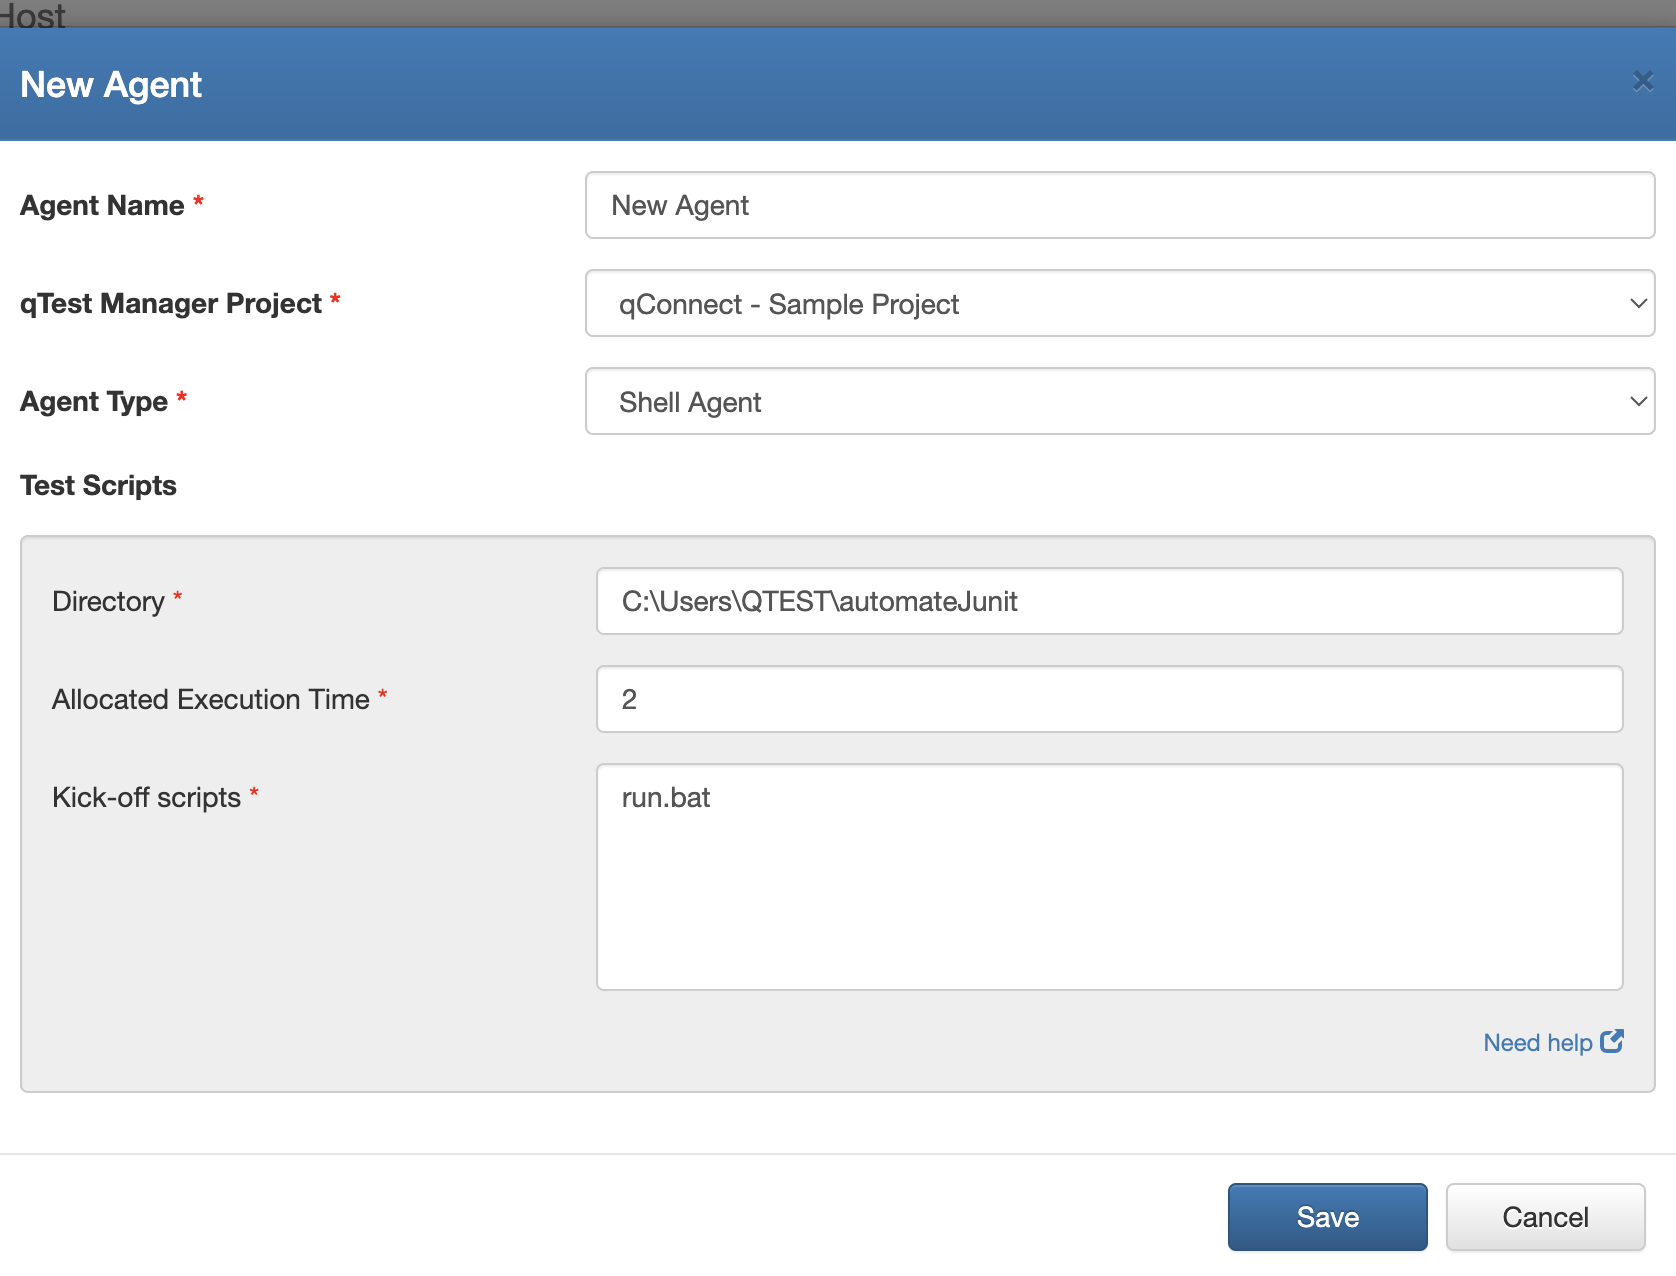 Host
New Agent
Agent Name *
New Agent
qTest Manager Project *
qConnect - Sample Project
Agent Type *
Shell Agent
Test Scripts
Directory *
C:\Users\QTEST\automateJunit
Allocated Execution Time *
2
Kick-off scripts *
run.bat
Need help
Save
Cancel